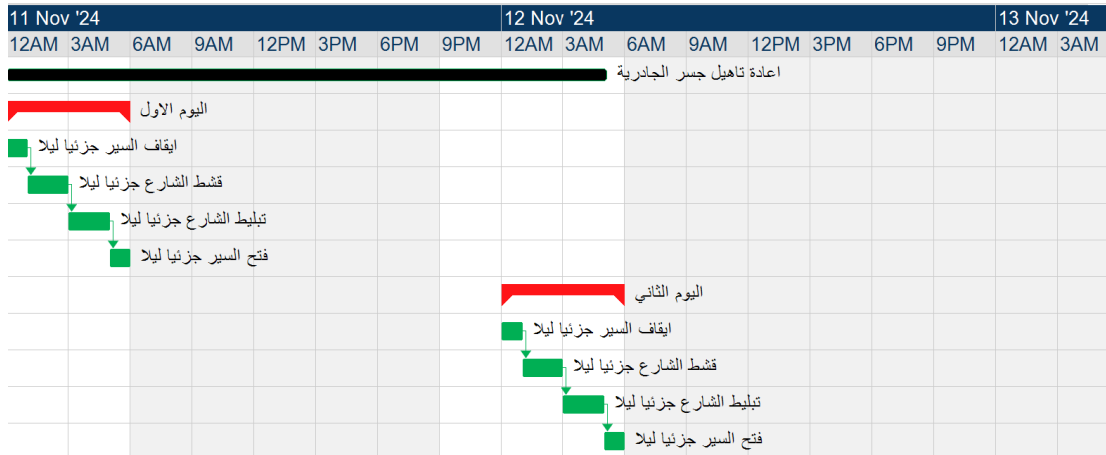 11 Nov '24 12 Nov '24 13 Nov '24
12AM 3AM 6AM 9AM 12PM 3PM 6PM 9PM 12AM 3AM 6AM 9AM 12PM 3PM 6PM 9PM 12AM 3AM
اعادة تاهيل جسر الجادرية
اليوم الاول
ايقاف السير جزئيا ليلا
قشط الشارع جزئيا ليلا
تبليط الشارع جزئيا ليلا
فتح السير جزئيا ليلا
اليوم الثاني
ايقاف السير جزئيا ليلا
قشط الشارع جزئيا ليلا
تبليط الشارع جزئيا ليلا
فتح السير جزئيا ليلا